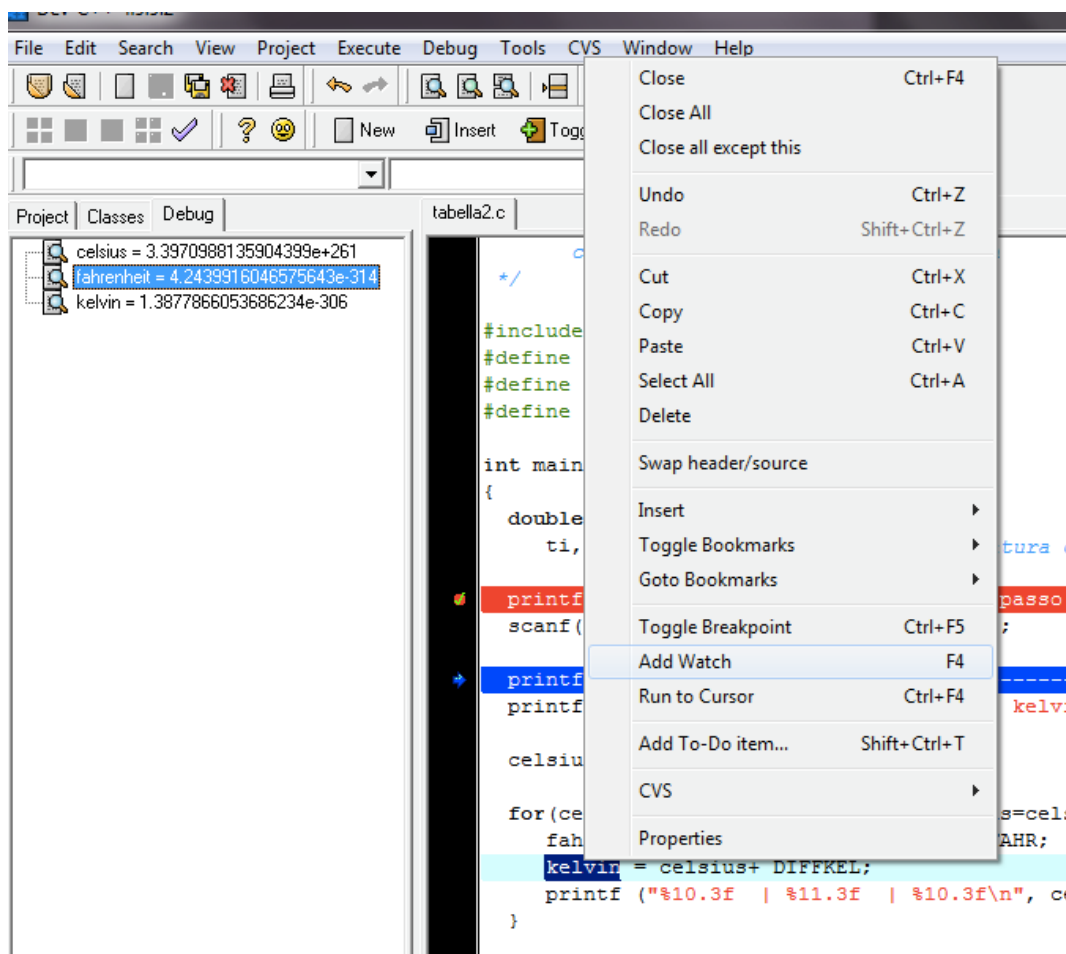 File Edit Search View Project Execute Debug Tools CVS Window Help
New Insert
Project Classes Debug
tabella2.c
celsius = 3.3970988135904399e+261
fahrenheit = 4.2439916046575643e-314
kelvin = 1.3877866053686234e-306
*/
#include
#define
#define
#define
int main
{
double
ti,
printf passo
scanf( ;
printf ------
printf kelv
celsiu
for(ce s=cels
fah AHR;
kelvin = celsius+ DIFFKEL;
printf ("%10.3f | %11.3f | %10.3f\n", ce
}
Close Ctrl+F4
Close All
Close all except this
Undo Ctrl+Z
Redo Shift+Ctrl+Z
Cut Ctrl+X
Copy Ctrl+C
Paste Ctrl+V
Select All Ctrl+A
Delete
Swap header/source
Insert
Toggle Bookmarks
Goto Bookmarks
Toggle Breakpoint Ctrl+F5
Add Watch F4
Run to Cursor Ctrl+F4
Add To-Do item... Shift+Ctrl+T
CVS
Properties